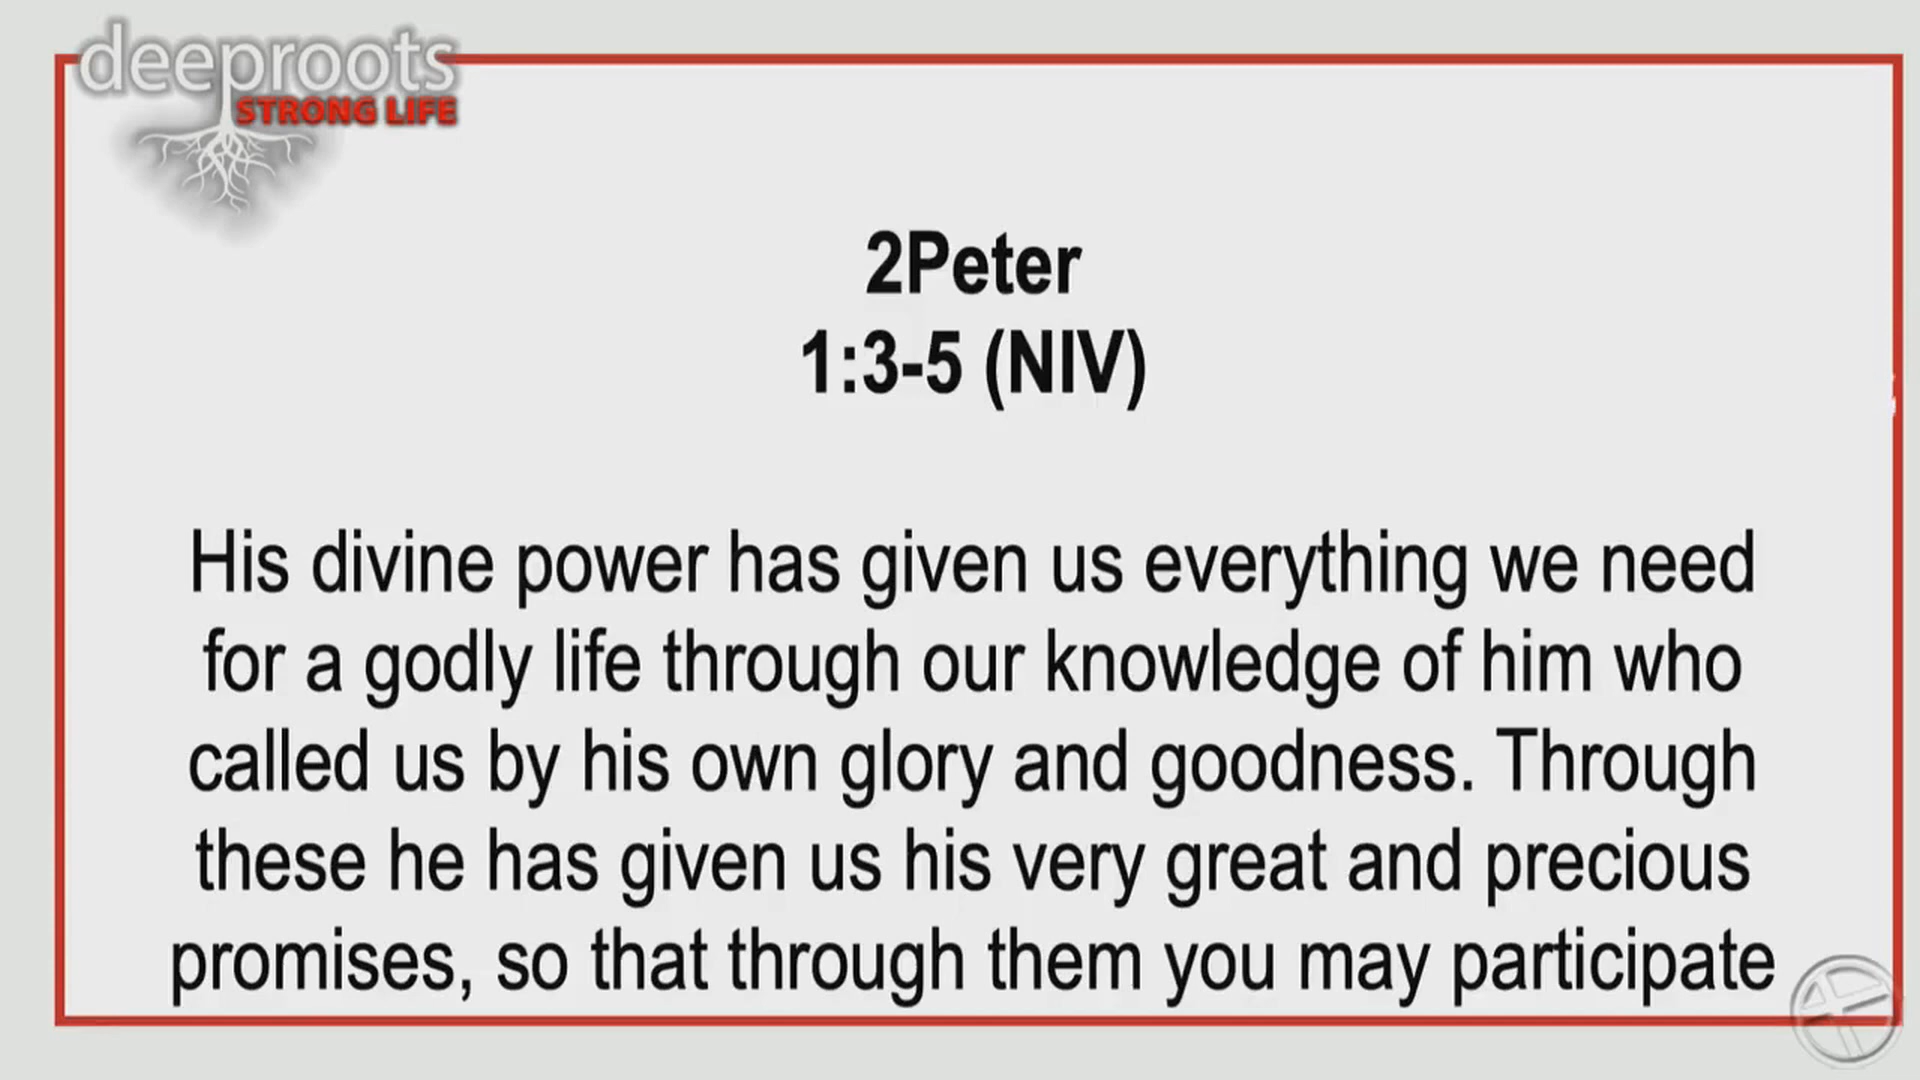 deeproots
STRONG LIFE
2Peter
1:3-5 (NIV)
His divine power has given us everything we need
for a godly life through our knowledge of him who
called us by his own glory and goodness. Through
these he has given us his very great and precious
promises, so that through them you may participate